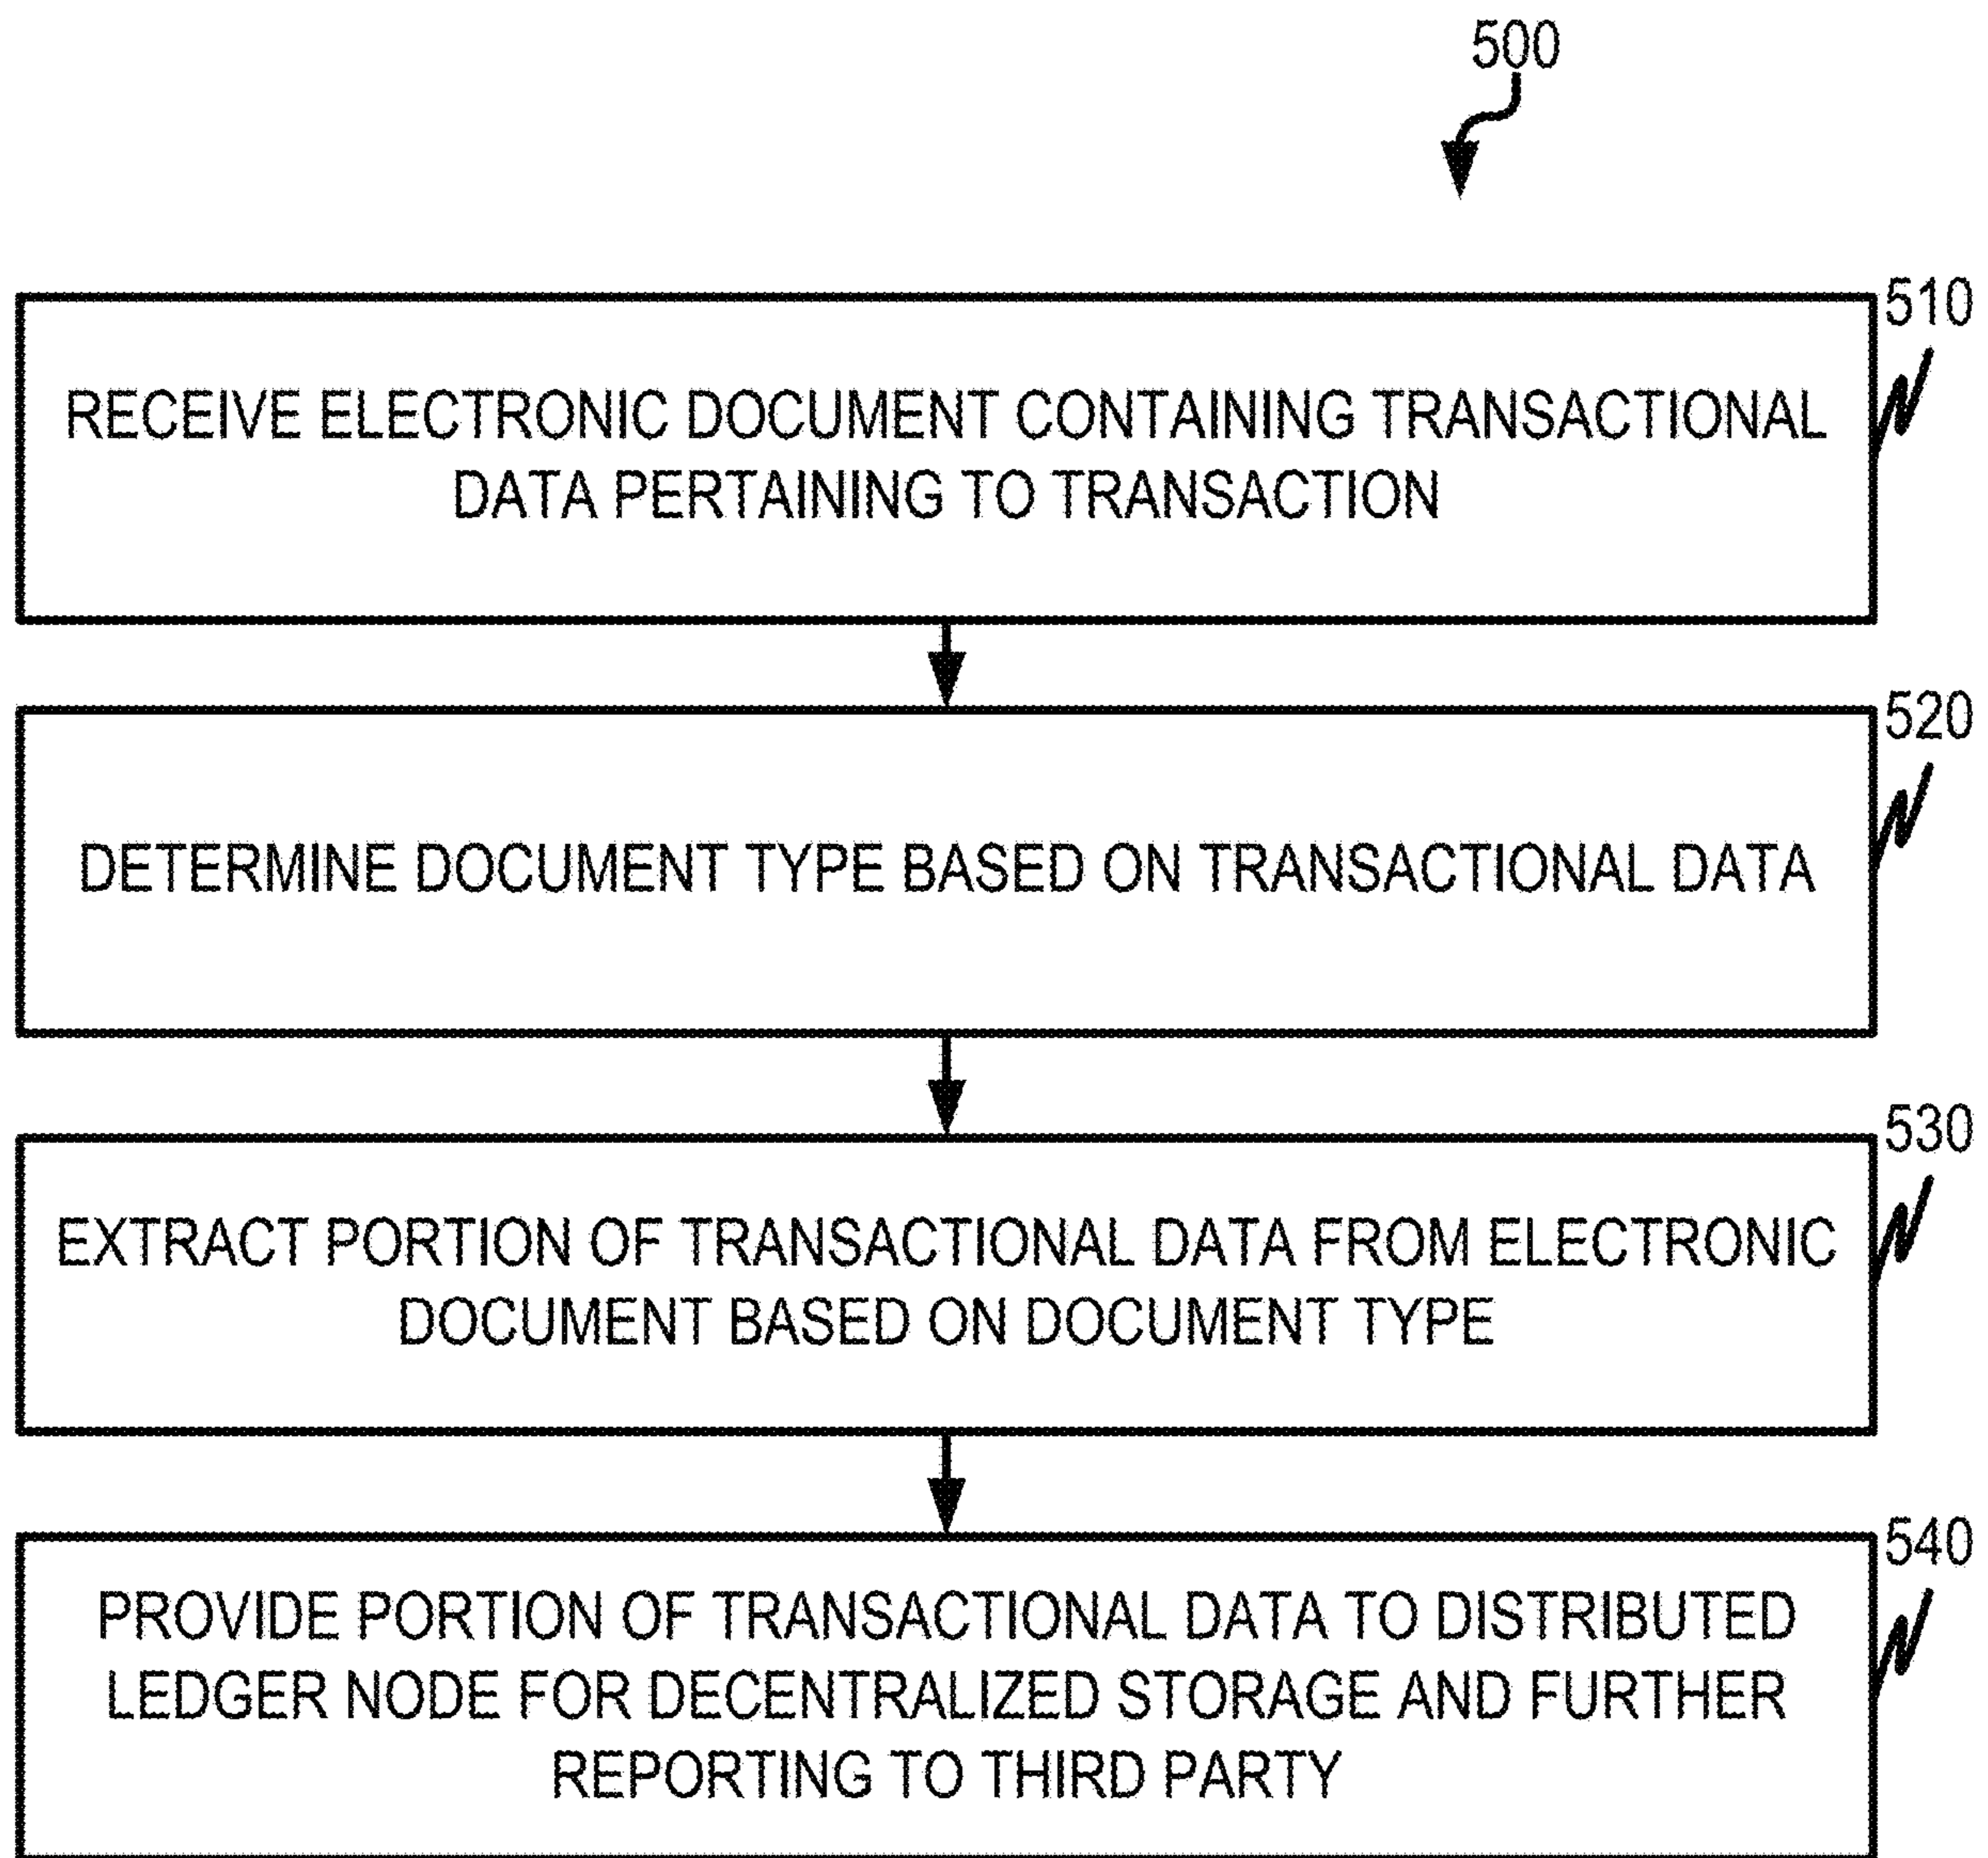 500
510
RECEIVE ELECTRONIC DOCUMENT CONTAINING TRANSACTIONAL
DATA PERTAINING TO TRANSACTION
520
DETERMINE DOCUMENT TYPE BASED ON TRANSACTIONAL DATA
530
EXTRACT PORTION OF TRANSACTIONAL DATA FROM ELECTRONIC
DOCUMENT BASED ON DOCUMENT TYPE
540
PROVIDE PORTION OF TRANSACTIONAL DATA TO DISTRIBUTED
LEDGER NODE FOR DECENTRALIZED STORAGE AND FURTHER
REPORTING TO THIRD PARTY